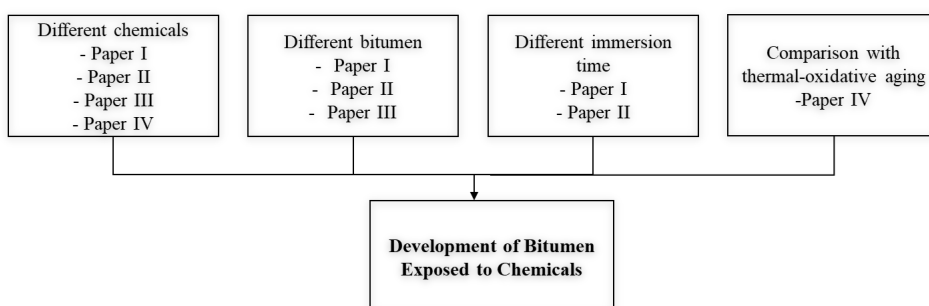 Different chemicals
- Paper I
- Paper II
- Paper III
- Paper IV
Different bitumen
- Paper I
- Paper II
- Paper III
Different immersion
time
- Paper I
- Paper II
Comparison with
thermal-oxidative aging
-Paper IV
Development of Bitumen
Exposed to Chemicals